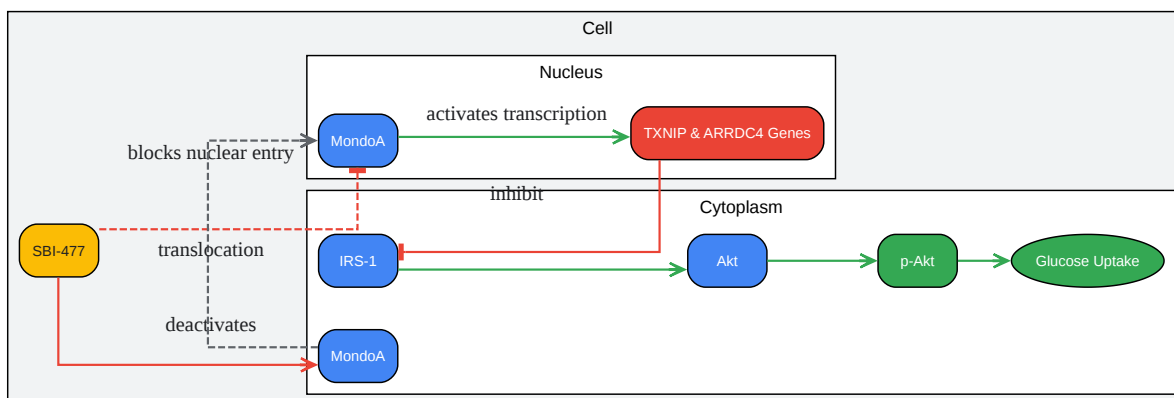 Cell
Nucleus
activates transcription
MondoA
TXNIP & ARRDC4 Genes
blocks nuclear entry
inhibit
Cytoplasm
SBI-477
translocation
IRS-1
Akt
p-Akt
Glucose Uptake
deactivates
MondoA